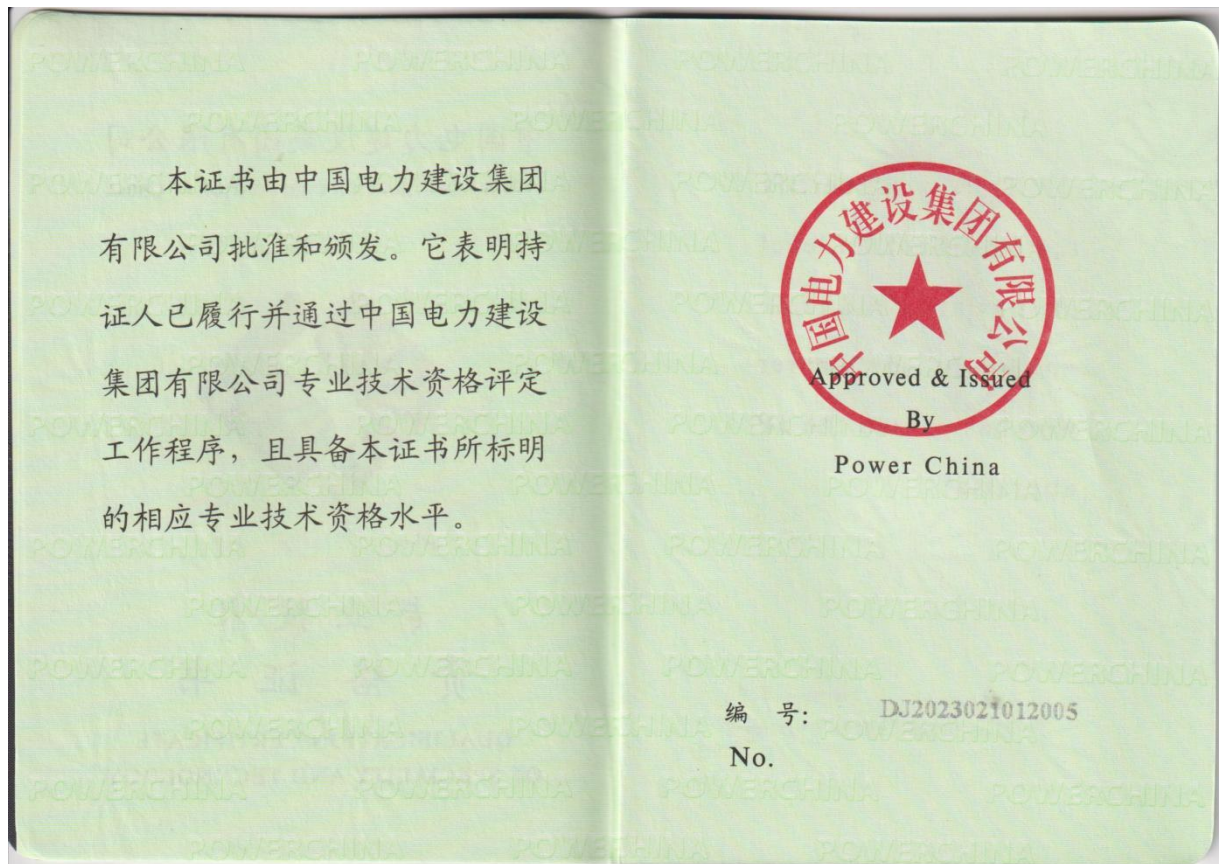 本证书由中国电力建设集团
有限公司批准和颁发。它表明持
证人已履行并通过中国电力建设
集团有限公司专业技术资格评定
工作程序，且具备本证书所标明
的相应专业技术资格水平。
中国电力建设集团有限公司
Approved & Issued
By
Power China
编 号: DJ2023021012005
No.
POWERCHINA POWERCHINA POWERCHINA POWERCHINA